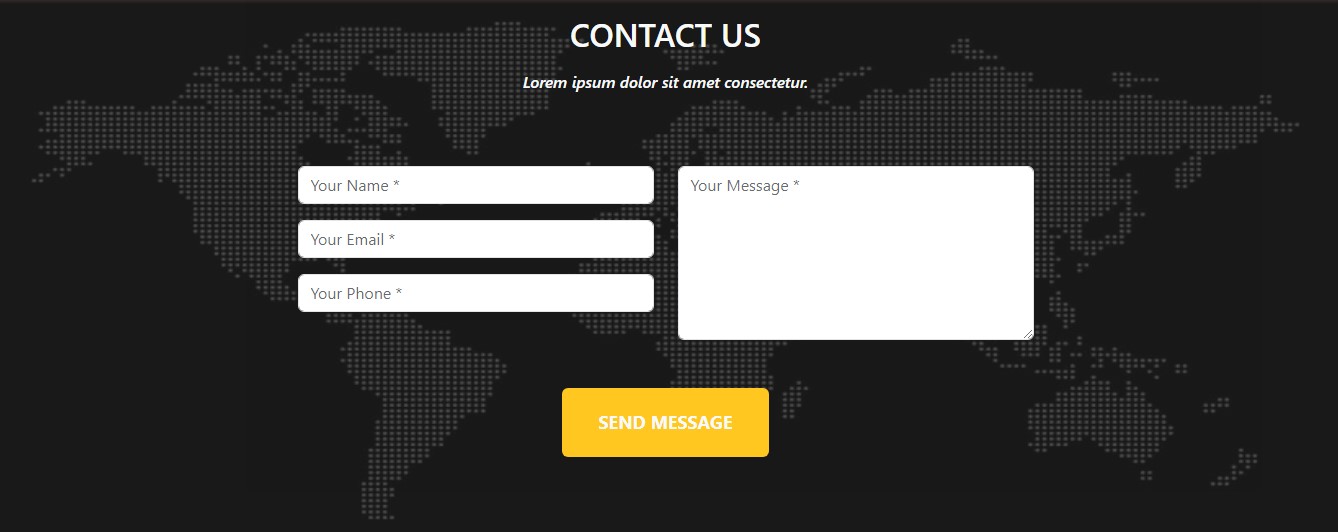 CONTACT US
Lorem ipsum dolor sit amet consectetur.
Your Name *
Your Email *
Your Phone *
Your Message *
SEND MESSAGE